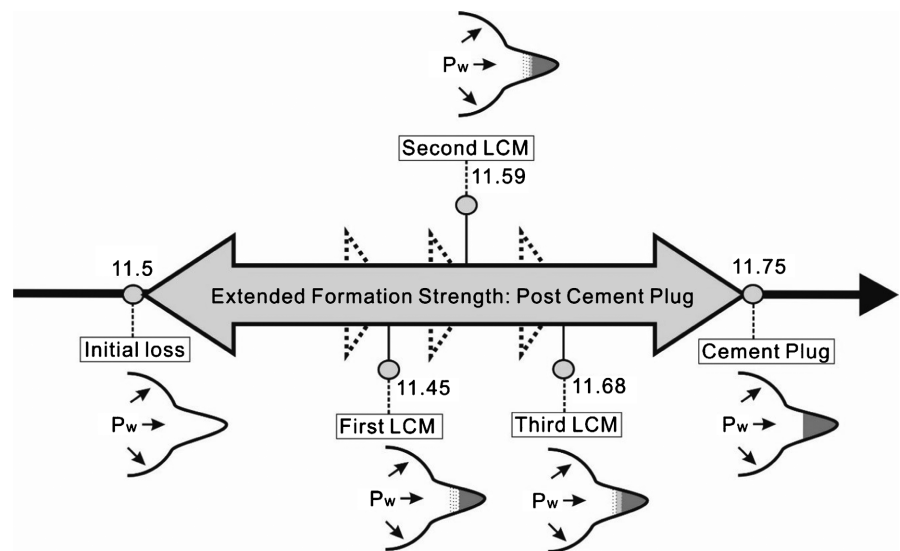 Pw
Second LCM
11.59
11.5
11.75
Extended Formation Strength: Post Cement Plug
Initial loss
Cement Plug
11.45
11.68
First LCM
Third LCM
Pw
Pw
Pw
Pw